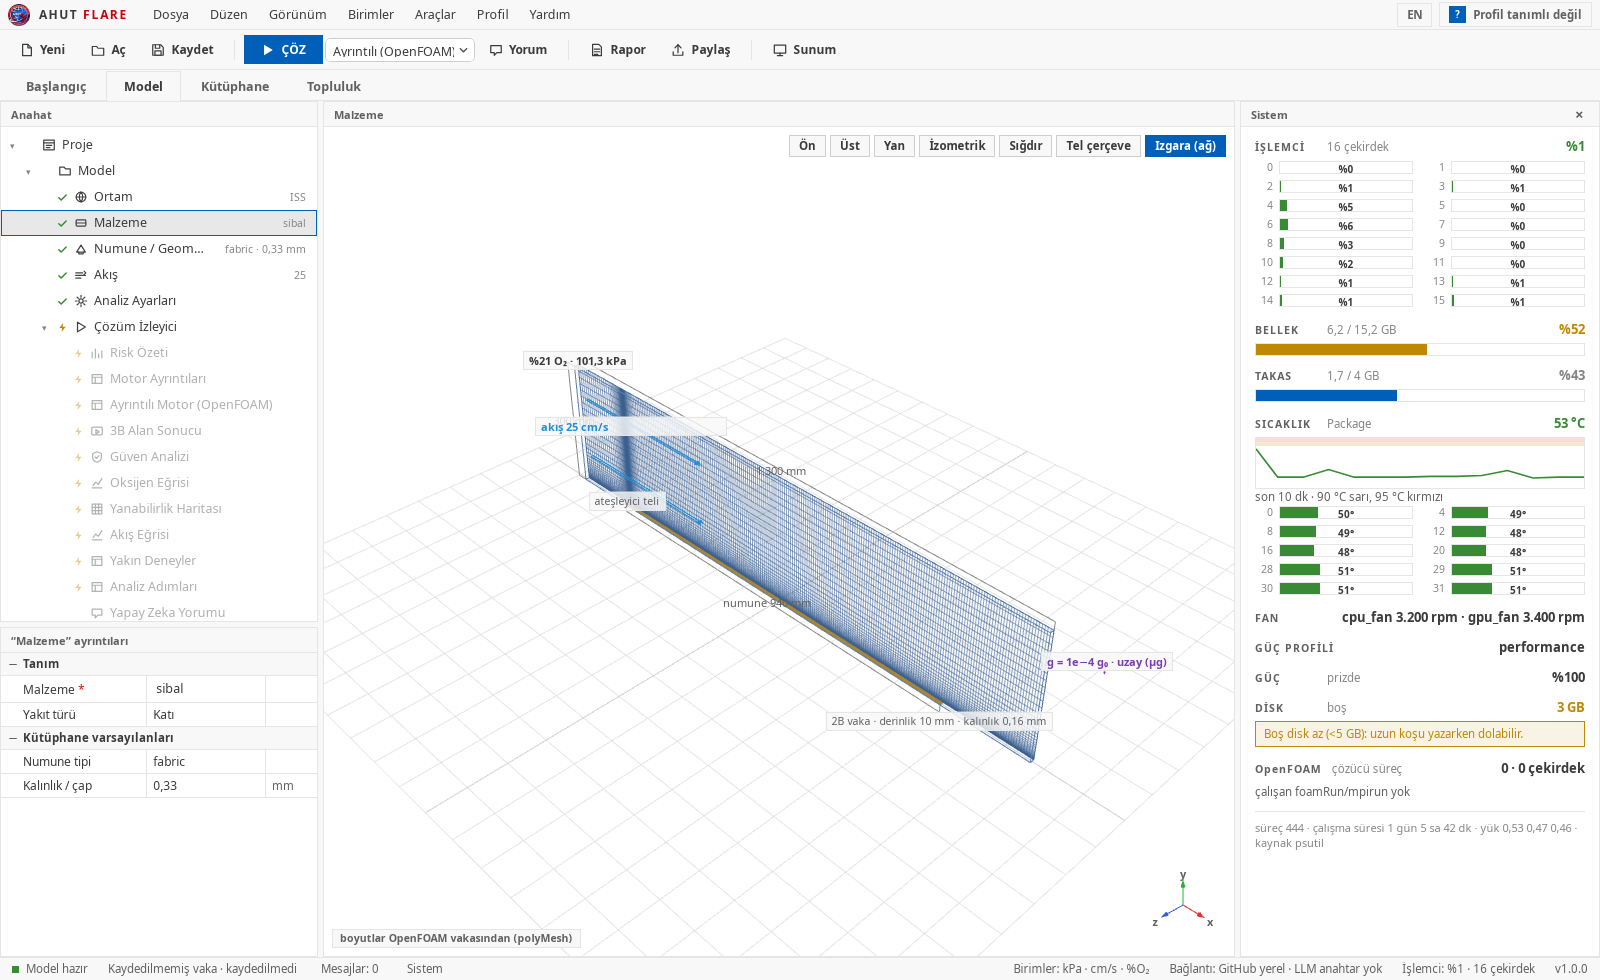 AHUT FLARE
Dosya Düzen Görünüm Birimler Araçlar Profil Yardım
EN ? Profil tanımlı değil
Yeni Aç Kaydet ÇÖZ Ayrıntılı (OpenFOAM) Yorum Rapor Paylaş Sunum
Başlangıç Model Kütüphane Topluluk
Anahat
Proje
Model
Ortam ISS
Malzeme sibal
Numune / Geom... fabric · 0,33 mm
Akış 25
Analiz Ayarları
Çözüm İzleyici
Risk Özeti
Motor Ayrıntıları
Ayrıntılı Motor (OpenFOAM)
3B Alan Sonucu
Güven Analizi
Oksijen Eğrisi
Yanabilirlik Haritası
Akış Eğrisi
Yakın Deneyler
Analiz Adımları
Yapay Zeka Yorumu
“Malzeme” ayrıntıları
Tanım
Malzeme * sibal
Yakıt türü Katı
Kütüphane varsayılanları
Numune tipi fabric
Kalınlık / çap 0,33 mm
Malzeme
Ön Üst Yan İzometrik Sığdır Tel çerçeve Izgara (ağ)
%21 O₂ · 101,3 kPa
akış 25 cm/s
300 mm
ateşleyici teli
numune
g = 1e−4 g₀ · uzay (µg)
2B vaka · derinlik 10 mm · kalınlık 0,16 mm
y
z x
boyutlar OpenFOAM vakasından (polyMesh)
Sistem ×
İŞLEMCİ 16 çekirdek %1
0 %0 1 %0
2 %1 3 %1
4 %5 5 %0
6 %6 7 %0
8 %3 9 %0
10 %2 11 %0
12 %1 13 %1
14 %1 15 %1
BELLEK 6,2 / 15,2 GB %52
TAKAS 1,7 / 4 GB %43
SICAKLIK Package 53 °C
son 10 dk · 90 °C sarı, 95 °C kırmızı
0 50° 4 49°
8 49° 12 48°
16 48° 20 48°
28 51° 29 51°
30 51° 31 51°
FAN cpu_fan 3.200 rpm · gpu_fan 3.400 rpm
GÜÇ PROFİLİ performance
GÜÇ prizde %100
DİSK boş 3 GB
Boş disk az (<5 GB): uzun koşu yazarken dolabilir.
OpenFOAM çözücü süreç 0 · 0 çekirdek
çalışan foamRun/mpirun yok
süreç 444 · çalışma süresi 1 gün 5 sa 42 dk · yük 0,53 0,47 0,46 ·
kaynak psutil
Model hazır Kaydedilmemiş vaka · kaydedilmedi Mesajlar: 0 Sistem
Birimler: kPa · cm/s · %O₂ Bağlantı: GitHub yerel · LLM anahtar yok İşlemci: %1 · 16 çekirdek v1.0.0